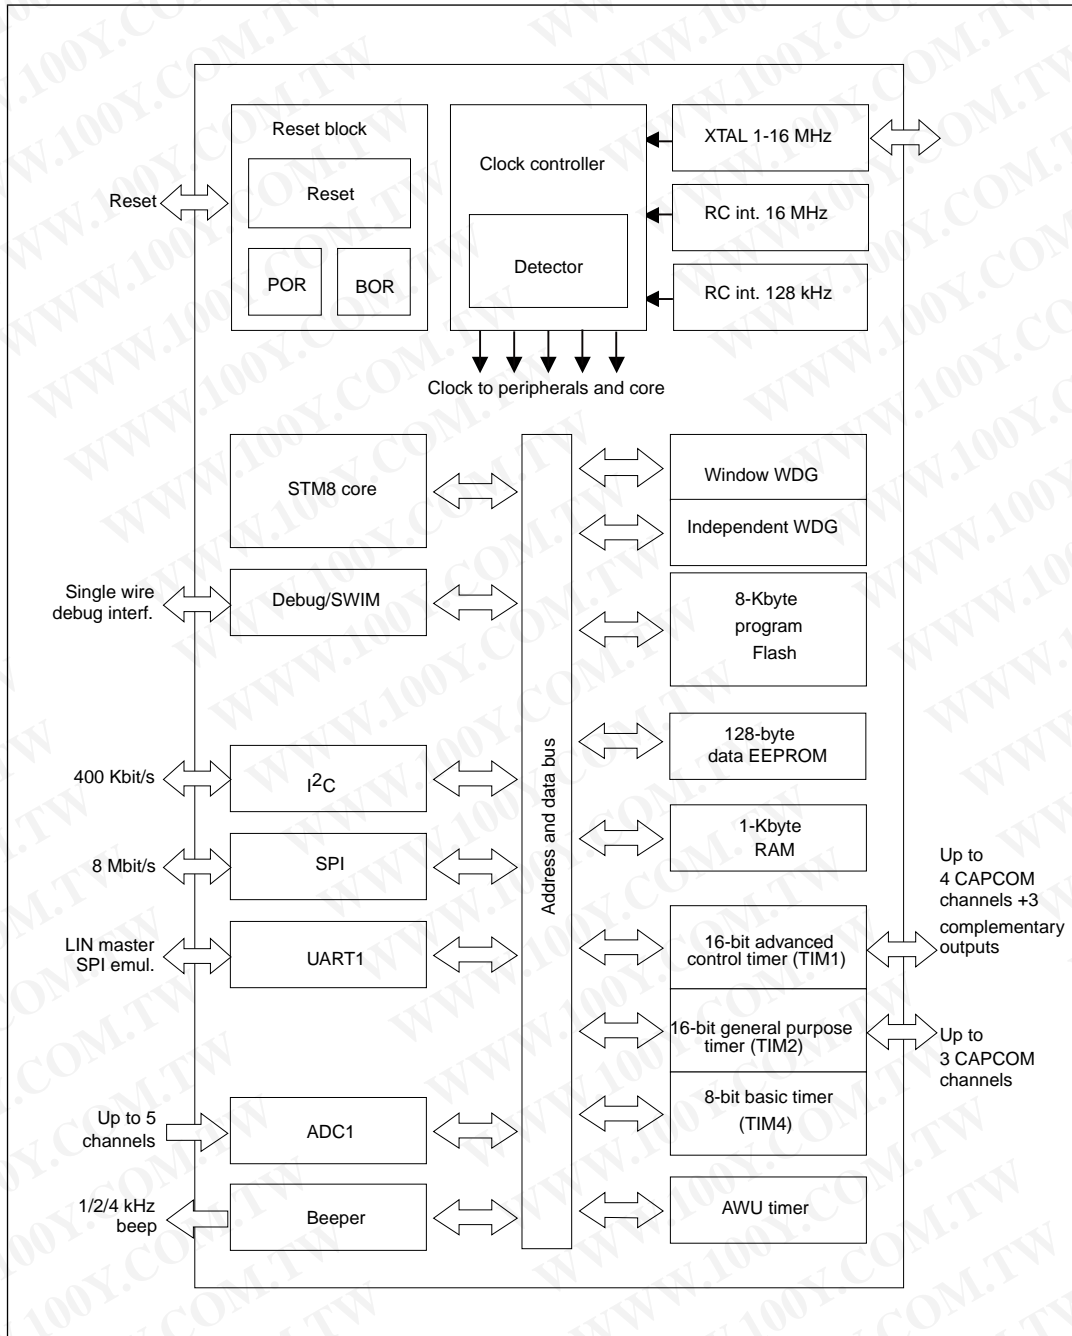 Reset block
Reset
POR
BOR
Reset
Clock controller
Detector
XTAL 1-16 MHz
RC int. 16 MHz
RC int. 128 kHz
Clock to peripherals and core
STM8 core
Single wire
debug interf.
Debug/SWIM
400 Kbit/s
I2C
8 Mbit/s
SPI
LIN master
SPI emul.
UART1
Up to 5
channels
ADC1
1/2/4 kHz
beep
Beeper
Address and data bus
Window WDG
Independent WDG
8-Kbyte
program
Flash
128-byte
data EEPROM
1-Kbyte
RAM
16-bit advanced
control timer (TIM1)
Up to
4 CAPCOM
channels +3
complementary
outputs
16-bit general purpose
timer (TIM2)
Up to
3 CAPCOM
channels
8-bit basic timer
(TIM4)
AWU timer
WWW.100Y.COM.TW